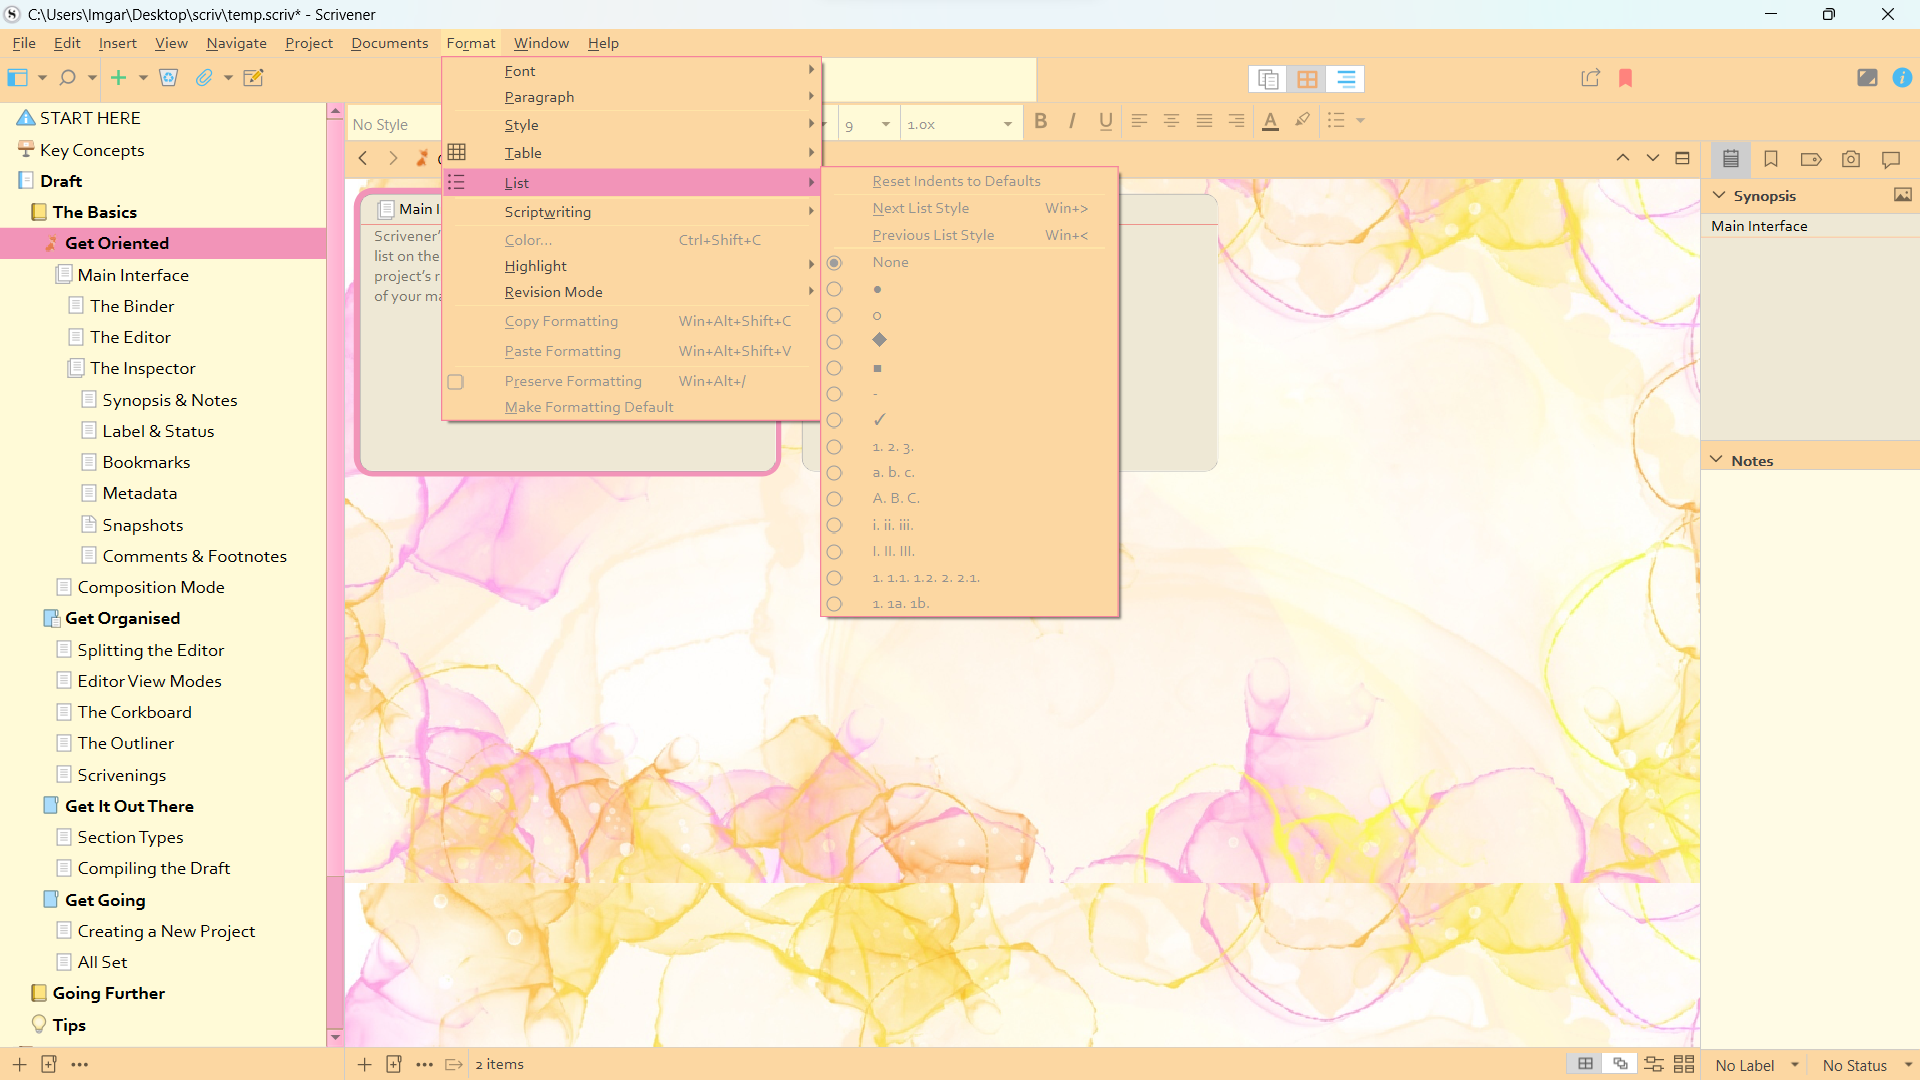 C:\Users\lmgar\Desktop\scriv\temp.scriv* - Scrivener
File Edit Insert View Navigate Project Documents Format Window Help
No Style 9 1.0x
START HERE
Key Concepts
Draft
The Basics
Get Oriented
Main Interface
The Binder
The Editor
The Inspector
Synopsis & Notes
Label & Status
Bookmarks
Metadata
Snapshots
Comments & Footnotes
Composition Mode
Get Organised
Splitting the Editor
Editor View Modes
The Corkboard
The Outliner
Scrivenings
Get It Out There
Section Types
Compiling the Draft
Get Going
Creating a New Project
All Set
Going Further
Tips
Main I
Scrivener'
list on the
project's r
of your ma
Font
Paragraph
Style
Table
List
Scriptwriting
Color... Ctrl+Shift+C
Highlight
Revision Mode
Copy Formatting Win+Alt+Shift+C
Paste Formatting Win+Alt+Shift+V
Preserve Formatting Win+Alt+/
Make Formatting Default
Reset Indents to Defaults
Next List Style Win+>
Previous List Style Win+<
None
●
○
◆
■
-
✓
1. 2. 3.
a. b. c.
A. B. C.
i. ii. iii.
I. II. III.
1. 1.1. 1.2. 2. 2.1.
1. 1a. 1b.
Synopsis
Main Interface
Notes
2 items
No Label No Status